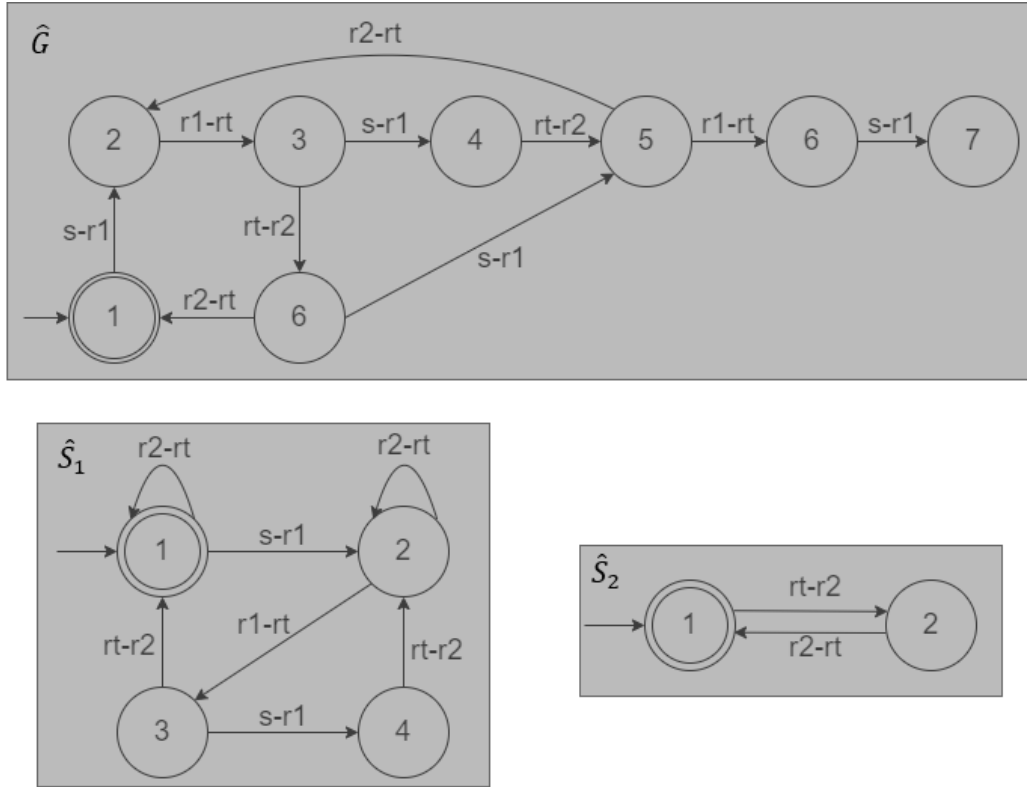 Ĝ
r2-rt
2 r1-rt 3 s-r1 4 rt-r2 5 r1-rt 6 s-r1 7
s-r1 rt-r2 s-r1
1 r2-rt 6
Ŝ₁
r2-rt r2-rt
1 s-r1 2
rt-r2 r1-rt rt-r2
3 s-r1 4
Ŝ₂
1 rt-r2 2
r2-rt